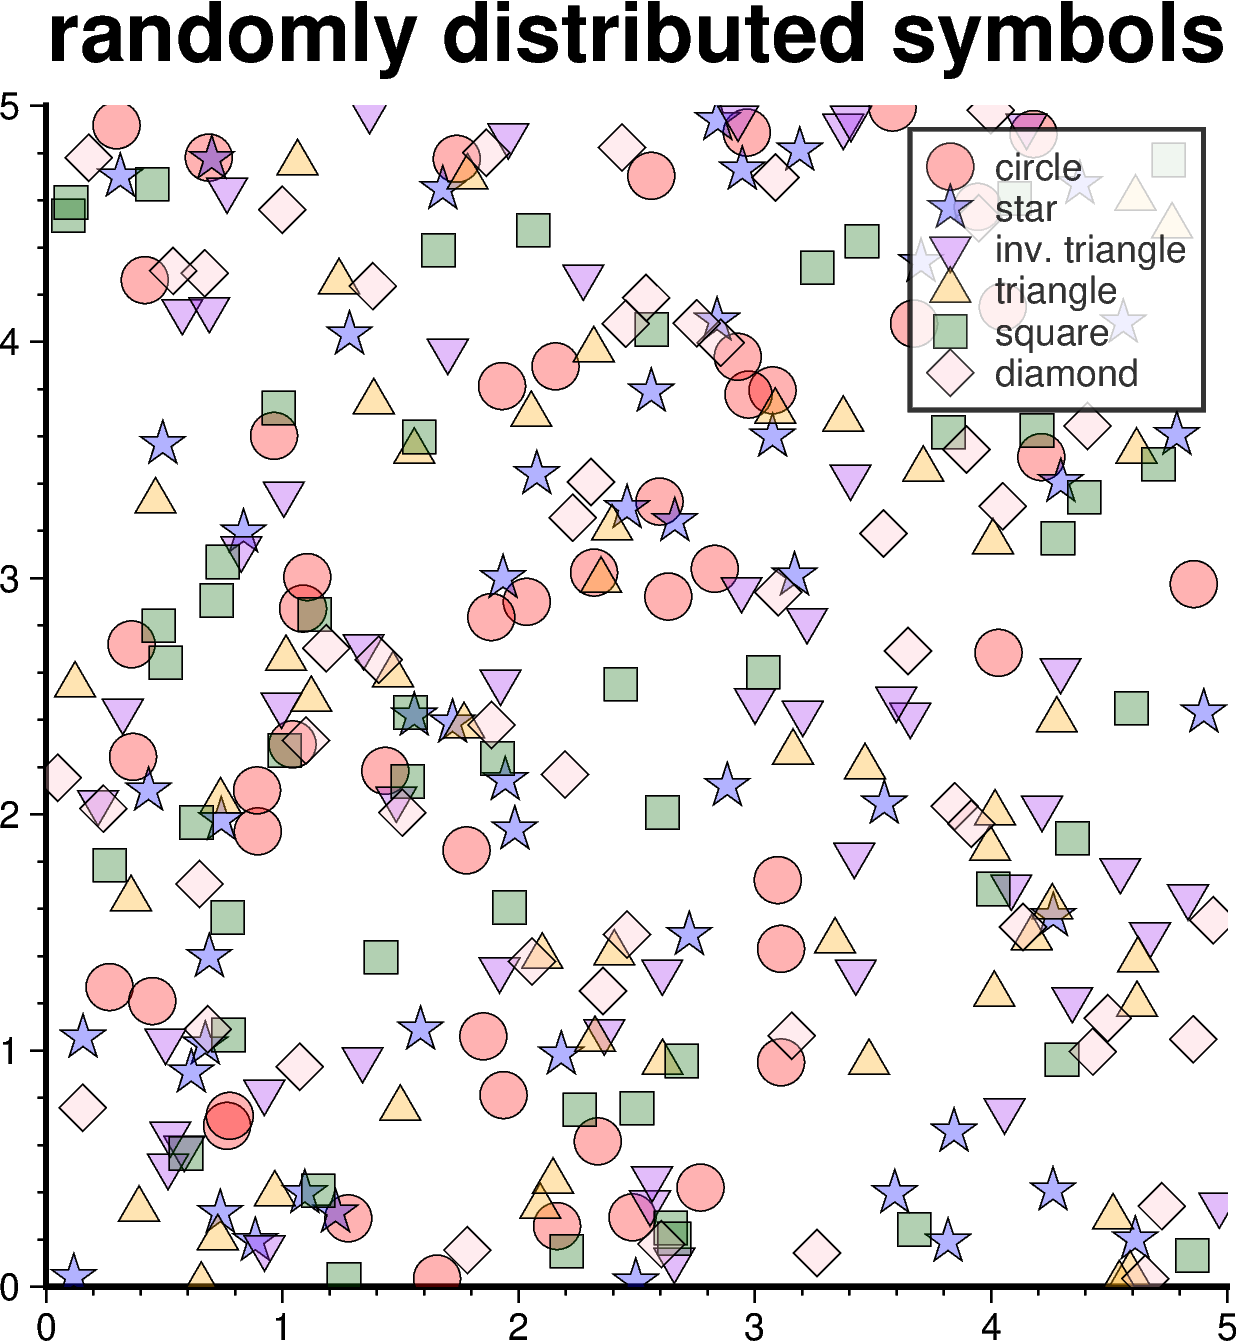 randomly distributed symbols
5
4
3
2
1
0
0 1 2 3 4 5
circle
star
inv. triangle
triangle
square
diamond